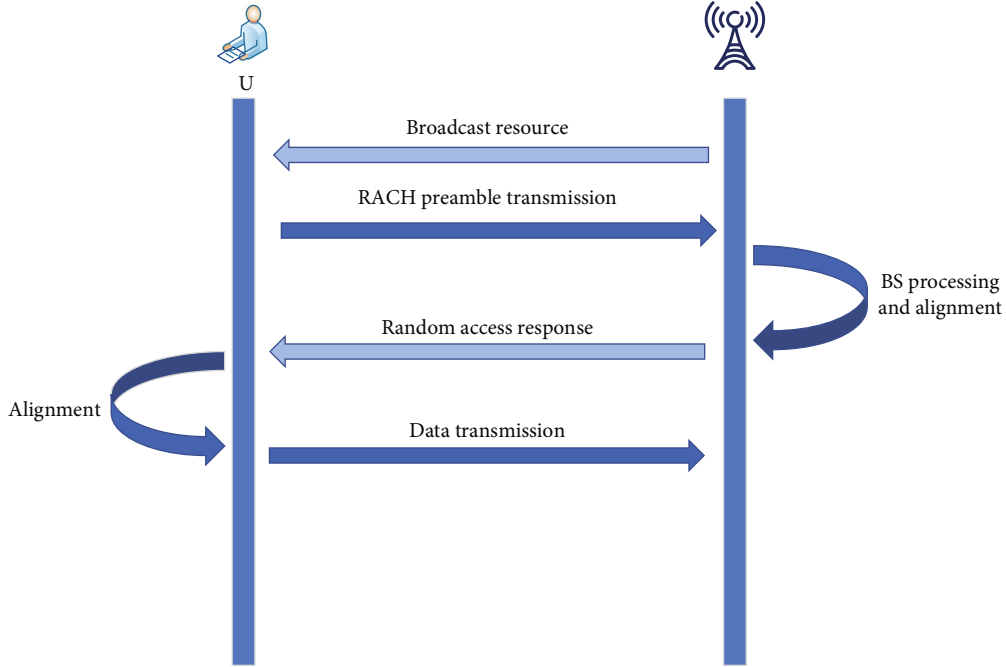 U
Broadcast resource
RACH preamble transmission
BS processing
and alignment
Random access response
Alignment
Data transmission